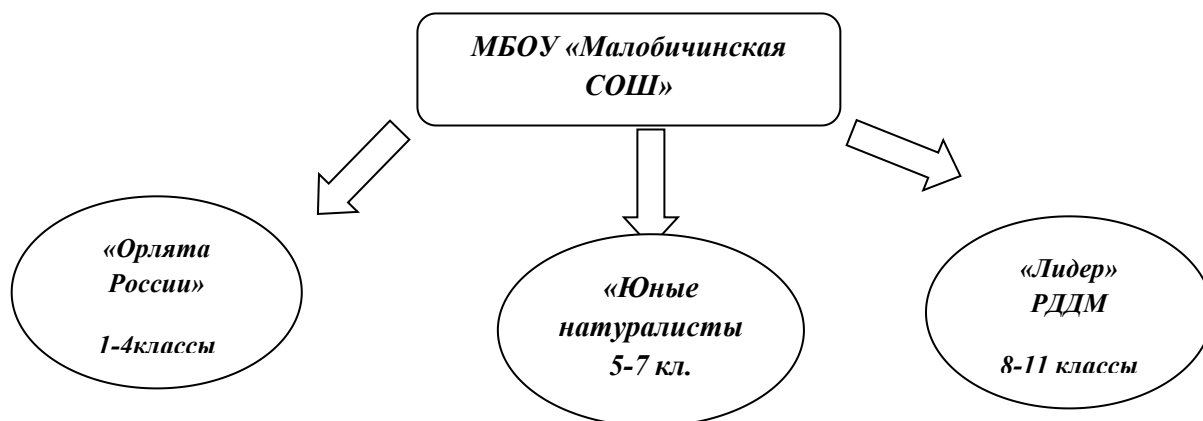 МБОУ «Малобичинская
СОШ»
«Орлята
России»
1-4классы
«Юные
натуралисты
5-7 кл.
«Лидер»
РДДМ
8-11 классы